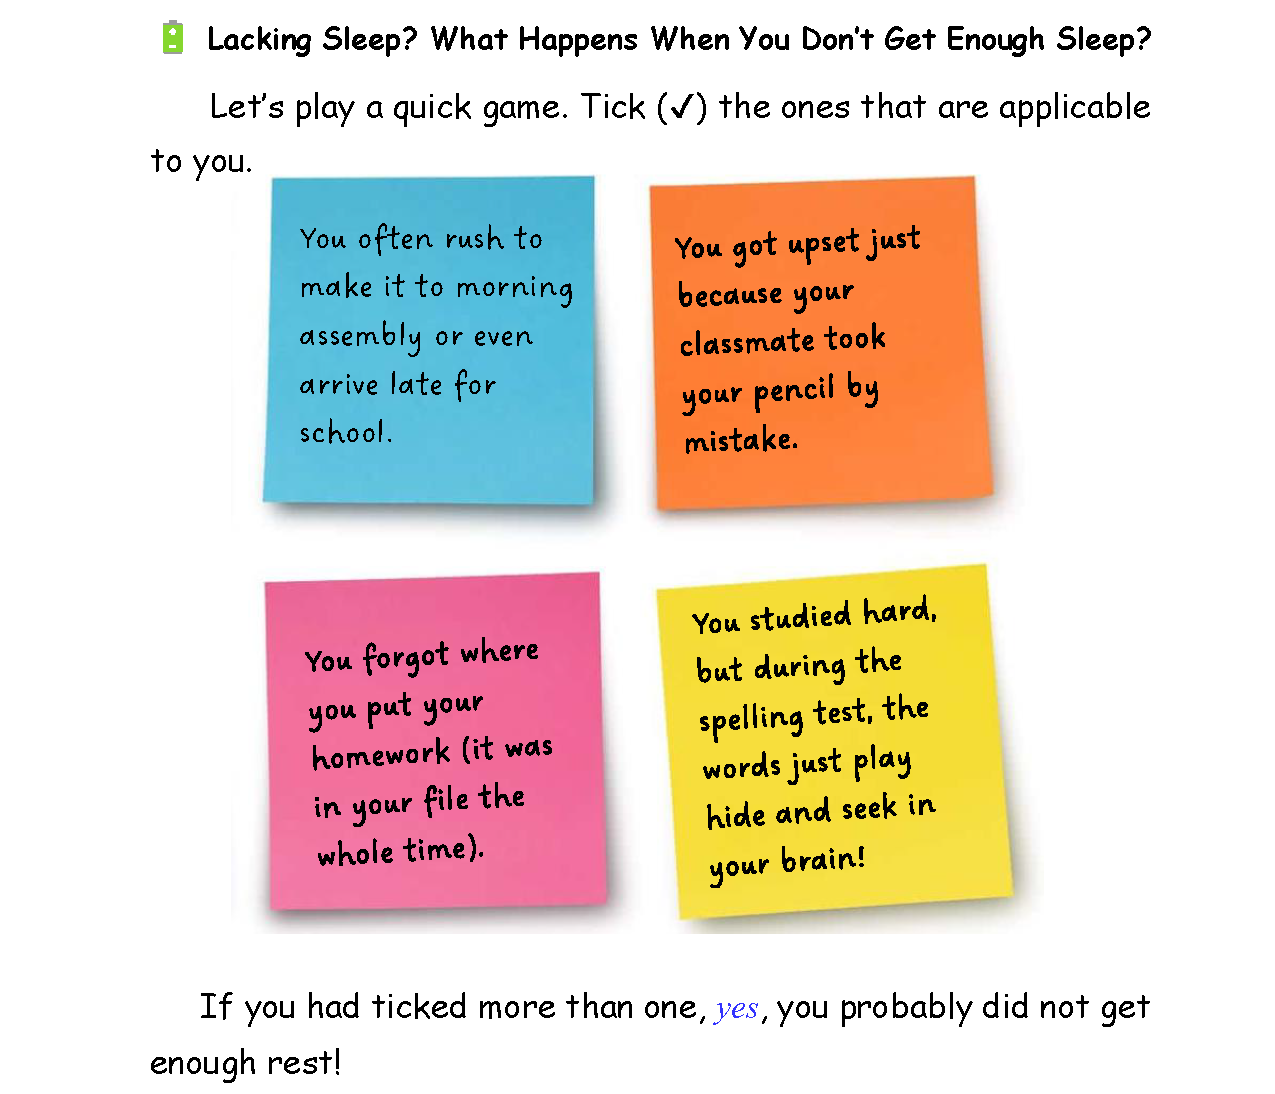 Lacking Sleep? What Happens When You Don't Get Enough Sleep?
Let's play a quick game. Tick (✓) the ones that are applicable
to you.
You often rush to
make it to morning
assembly or even
arrive late for
school.
You got upset just
because your
classmate took
your pencil by
mistake.
You forgot where
you put your
homework (it was
in your file the
whole time).
You studied hard,
but during the
spelling test, the
words just play
hide and seek in
your brain!
If you had ticked more than one, yes, you probably did not get
enough rest!